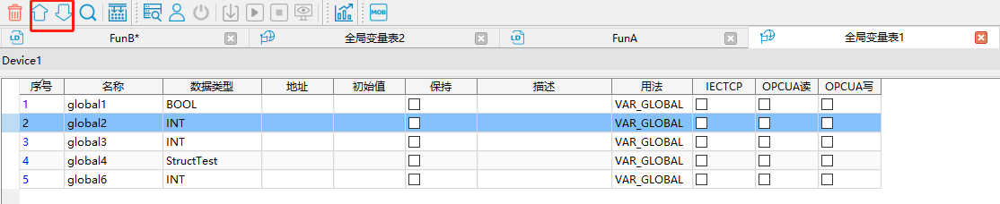 MOB
LD FunB* 全局变量表2 LD FunA 全局变量表1
Device1
序号 名称 数据类型 地址 初始值 保持 描述 用法 IECTCP OPCUA读 OPCUA写
1 global1 BOOL VAR_GLOBAL
2 global2 INT VAR_GLOBAL
3 global3 INT VAR_GLOBAL
4 global4 StructTest VAR_GLOBAL
5 global6 INT VAR_GLOBAL